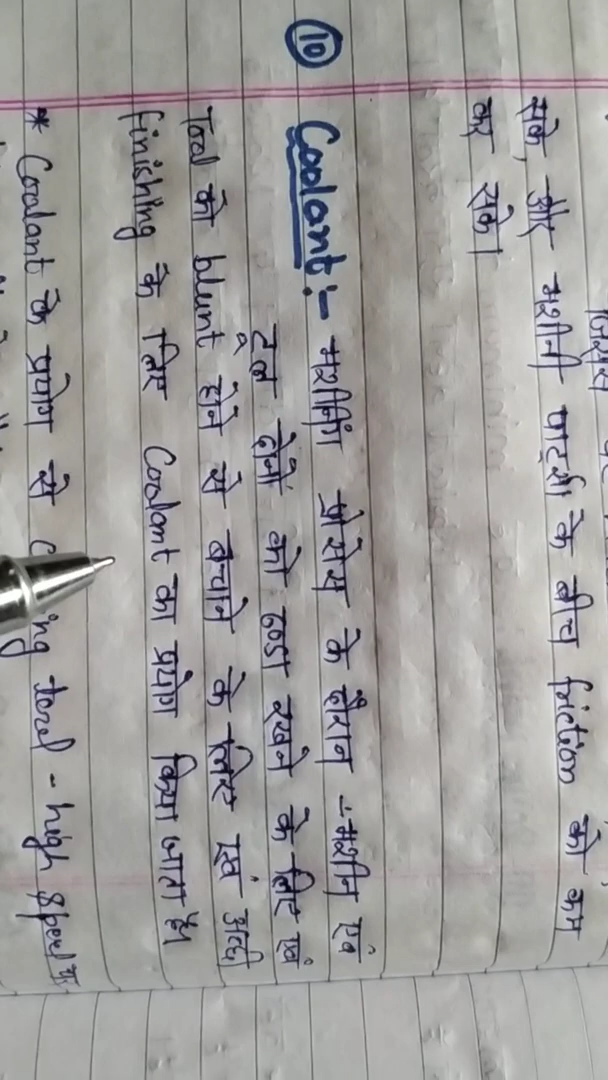 सके, और मशीनी पार्ट्स के बीच friction को कम
कर सके।
⑩ Coolant :- मशीनिंग प्रोसेस के दौरान - मशीन एवं
टूल दोनों को ठण्डा रखने के लिए एवं
Tool को blunt होने से बचाने के लिए एवं अच्छी
finishing के लिए Coolant का प्रयोग किया जाता है।
* Coolant के प्रयोग से tool - high speed